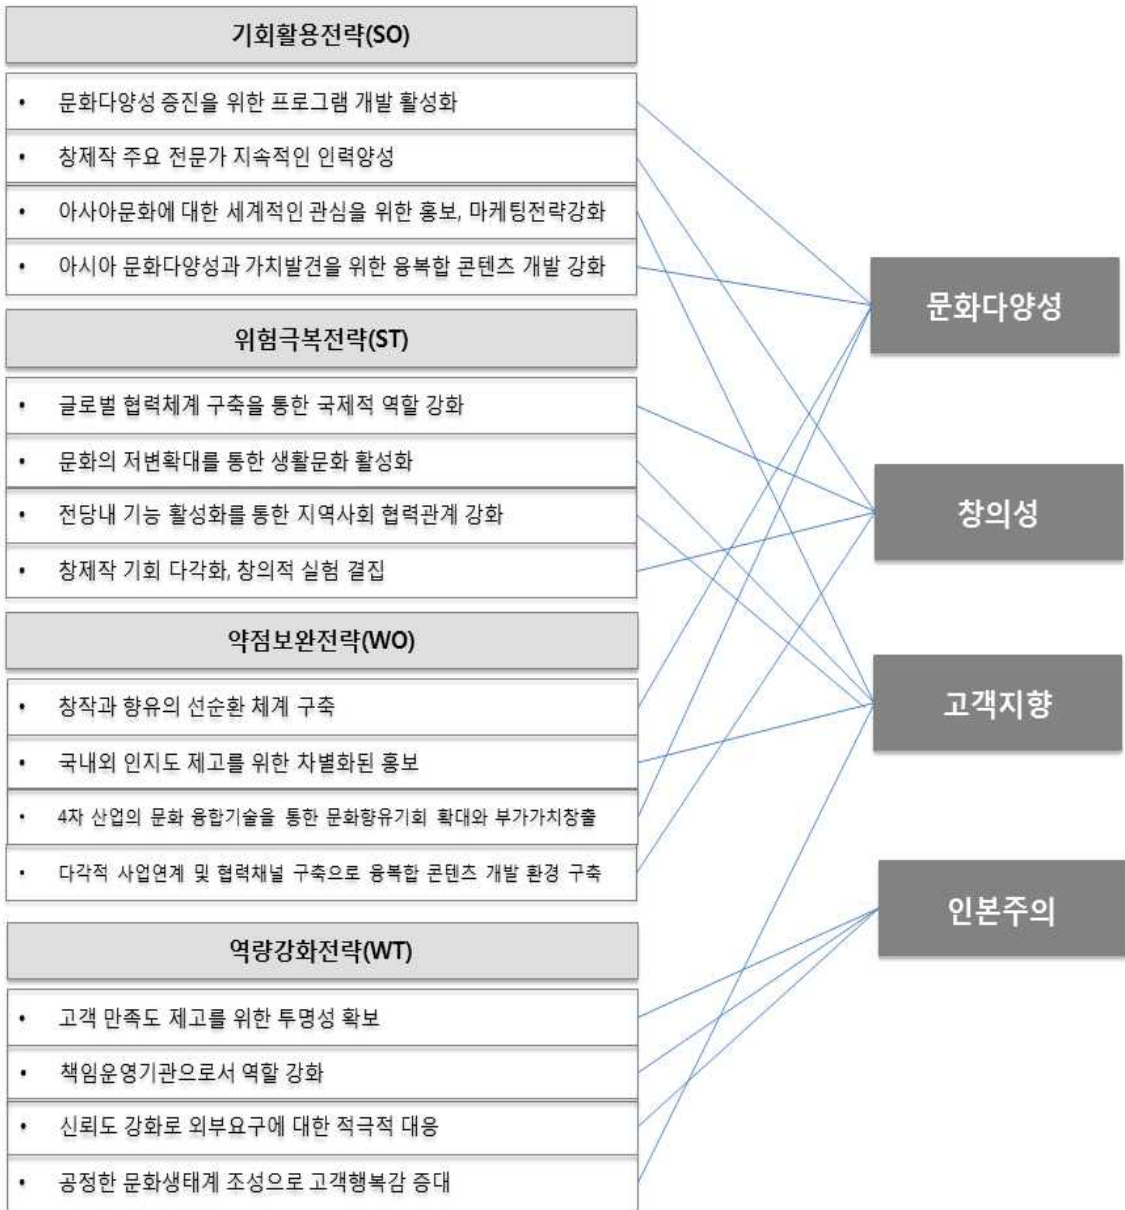 기회활용전략(SO)
• 문화다양성 증진을 위한 프로그램 개발 활성화
• 창제작 주요 전문가 지속적인 인력양성
• 아사아문화에 대한 세계적인 관심을 위한 홍보, 마케팅전략강화
• 아시아 문화다양성과 가치발견을 위한 융복합 콘텐츠 개발 강화
위험극복전략(ST)
• 글로벌 협력체계 구축을 통한 국제적 역할 강화
• 문화의 저변확대를 통한 생활문화 활성화
• 전당내 기능 활성화를 통한 지역사회 협력관계 강화
• 창제작 기회 다각화, 창의적 실험 결집
약점보완전략(WO)
• 창작과 향유의 선순환 체계 구축
• 국내외 인지도 제고를 위한 차별화된 홍보
• 4차 산업의 문화 융합기술을 통한 문화향유기회 확대와 부가가치창출
• 다각적 사업연계 및 협력채널 구축으로 융복합 콘텐츠 개발 환경 구축
역량강화전략(WT)
• 고객 만족도 제고를 위한 투명성 확보
• 책임운영기관으로서 역할 강화
• 신뢰도 강화로 외부요구에 대한 적극적 대응
• 공정한 문화생태계 조성으로 고객행복감 증대
문화다양성
창의성
고객지향
인본주의